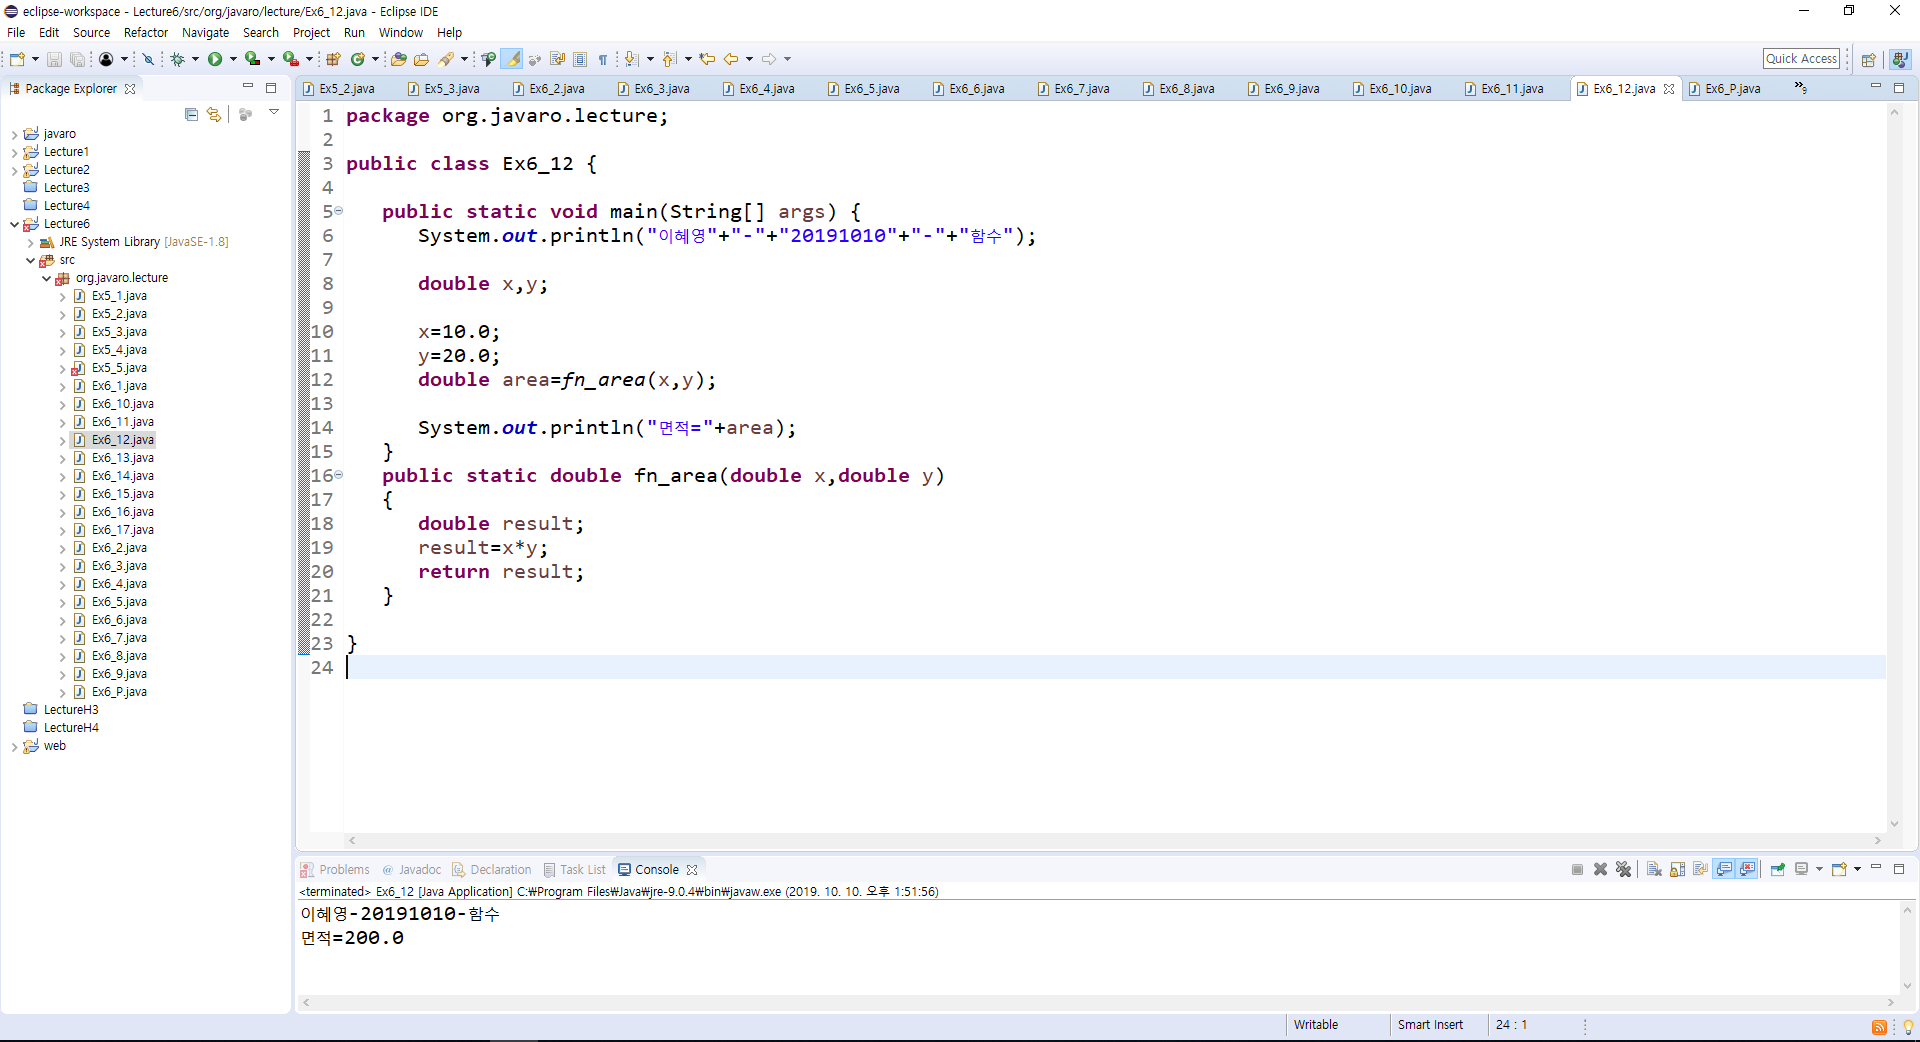 eclipse-workspace - Lecture6/src/org/javaro/lecture/Ex6_12.java - Eclipse IDE
File Edit Source Refactor Navigate Search Project Run Window Help
Quick Access
Package Explorer
Ex5_2.java Ex5_3.java Ex6_2.java Ex6_3.java Ex6_4.java Ex6_5.java Ex6_6.java Ex6_7.java Ex6_8.java Ex6_9.java Ex6_10.java Ex6_11.java Ex6_12.java Ex6_P.java »9
javaro
Lecture1
Lecture2
Lecture3
Lecture4
Lecture6
JRE System Library [JavaSE-1.8]
src
org.javaro.lecture
Ex5_1.java
Ex5_2.java
Ex5_3.java
Ex5_4.java
Ex5_5.java
Ex6_1.java
Ex6_10.java
Ex6_11.java
Ex6_12.java
Ex6_13.java
Ex6_14.java
Ex6_15.java
Ex6_16.java
Ex6_17.java
Ex6_2.java
Ex6_3.java
Ex6_4.java
Ex6_5.java
Ex6_6.java
Ex6_7.java
Ex6_8.java
Ex6_9.java
Ex6_P.java
LectureH3
LectureH4
web
1 package org.javaro.lecture;
2
3 public class Ex6_12 {
4
5 public static void main(String[] args) {
6 System.out.println("이혜영"+"-"+"20191010"+"-"+"함수");
7
8 double x,y;
9
10 x=10.0;
11 y=20.0;
12 double area=fn_area(x,y);
13
14 System.out.println("면적="+area);
15 }
16 public static double fn_area(double x,double y)
17 {
18 double result;
19 result=x*y;
20 return result;
21 }
22
23 }
24
Problems Javadoc Declaration Task List Console
<terminated> Ex6_12 [Java Application] C:₩Program Files₩Java₩jre-9.0.4₩bin₩javaw.exe (2019. 10. 10. 오후 1:51:56)
이혜영-20191010-함수
면적=200.0
Writable Smart Insert 24 : 1